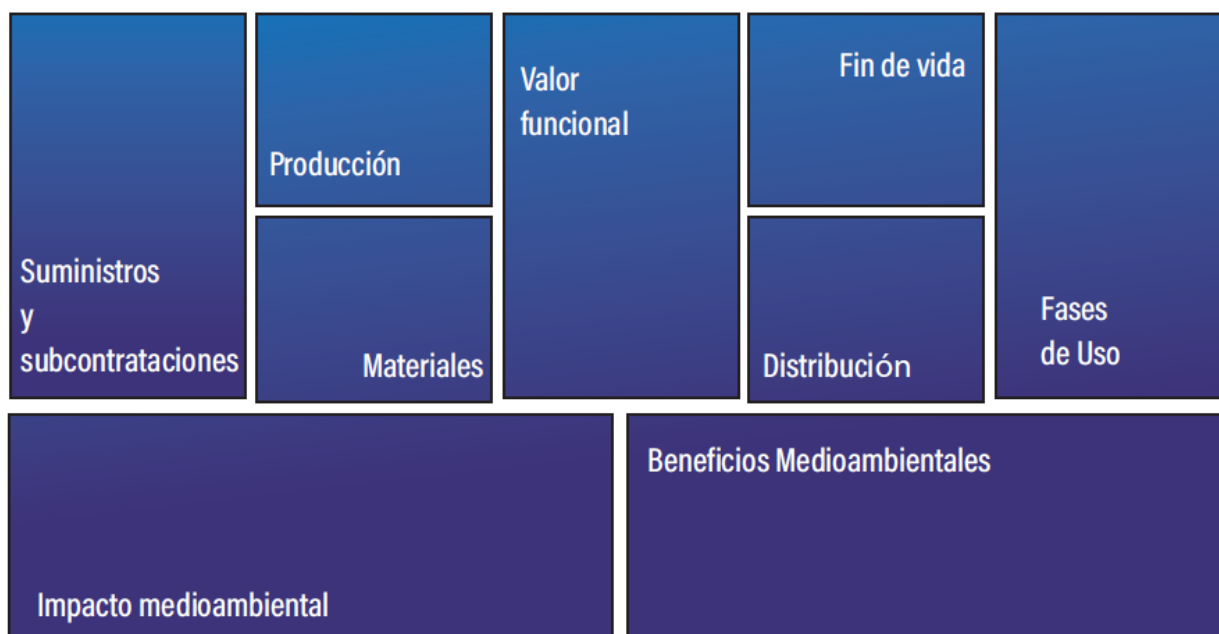 Suministros
y
subcontrataciones
Producción
Materiales
Valor
funcional
Fin de vida
Distribución
Fases
de Uso
Impacto medioambiental
Beneficios Medioambientales